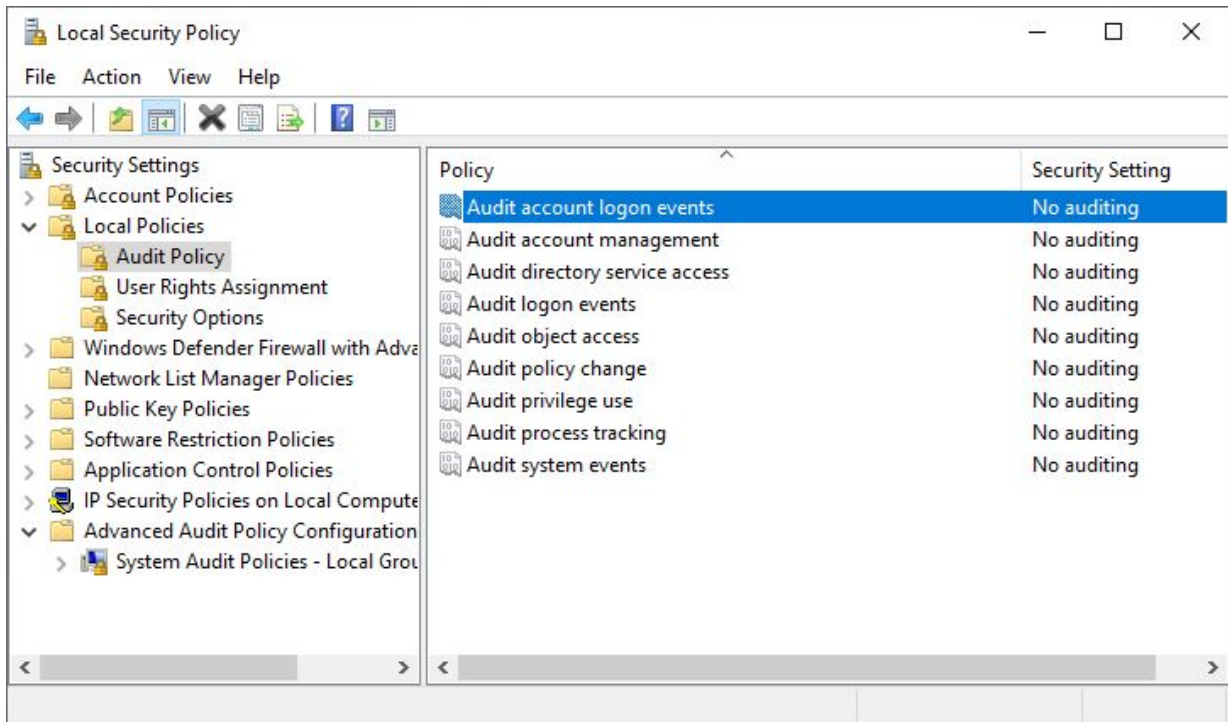 Local Security Policy
File Action View Help
Security Settings
Account Policies
Local Policies
Audit Policy
User Rights Assignment
Security Options
Windows Defender Firewall with Adva
Network List Manager Policies
Public Key Policies
Software Restriction Policies
Application Control Policies
IP Security Policies on Local Compute
Advanced Audit Policy Configuration
System Audit Policies - Local Grou
Policy Security Setting
Audit account logon events No auditing
Audit account management No auditing
Audit directory service access No auditing
Audit logon events No auditing
Audit object access No auditing
Audit policy change No auditing
Audit privilege use No auditing
Audit process tracking No auditing
Audit system events No auditing